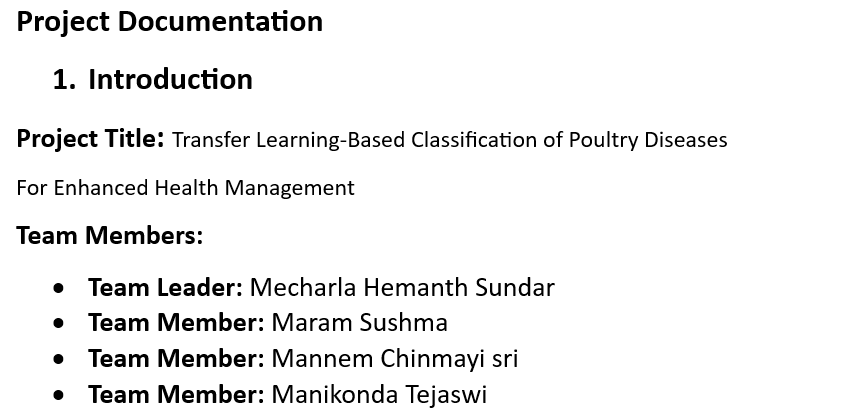 Project Documentation
1. Introduction
Project Title: Transfer Learning-Based Classification of Poultry Diseases
For Enhanced Health Management
Team Members:
• Team Leader: Mecharla Hemanth Sundar
• Team Member: Maram Sushma
• Team Member: Mannem Chinmayi sri
• Team Member: Manikonda Tejaswi